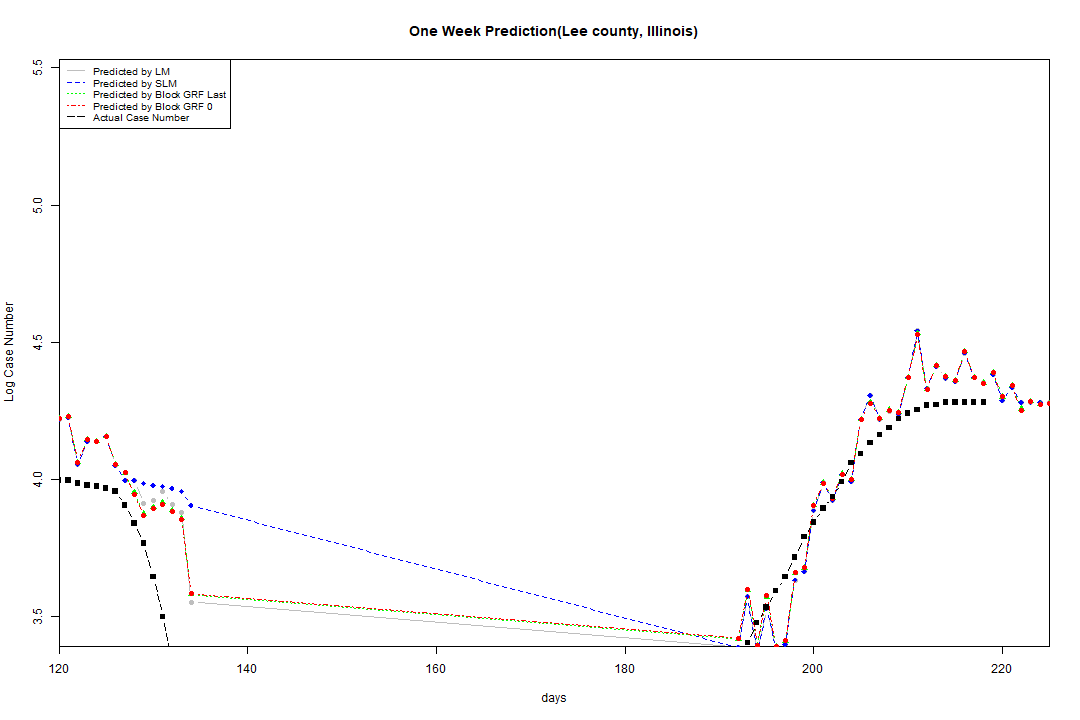 One Week Prediction(Lee county, Illinois)
Predicted by LM
Predicted by SLM
Predicted by Block GRF Last
Predicted by Block GRF 0
Actual Case Number
5.5
5.0
4.5
4.0
3.5
Log Case Number
120 140 160 180 200 220
days